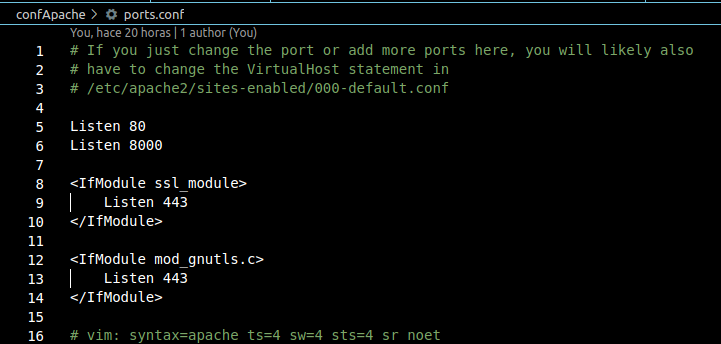 confApache > ports.conf
You, hace 20 horas | 1 author (You)
1 # If you just change the port or add more ports here, you will likely also
2 # have to change the VirtualHost statement in
3 # /etc/apache2/sites-enabled/000-default.conf
4
5 Listen 80
6 Listen 8000
7
8 <IfModule ssl_module>
9     Listen 443
10 </IfModule>
11
12 <IfModule mod_gnutls.c>
13     Listen 443
14 </IfModule>
15
16 # vim: syntax=apache ts=4 sw=4 sts=4 sr noet